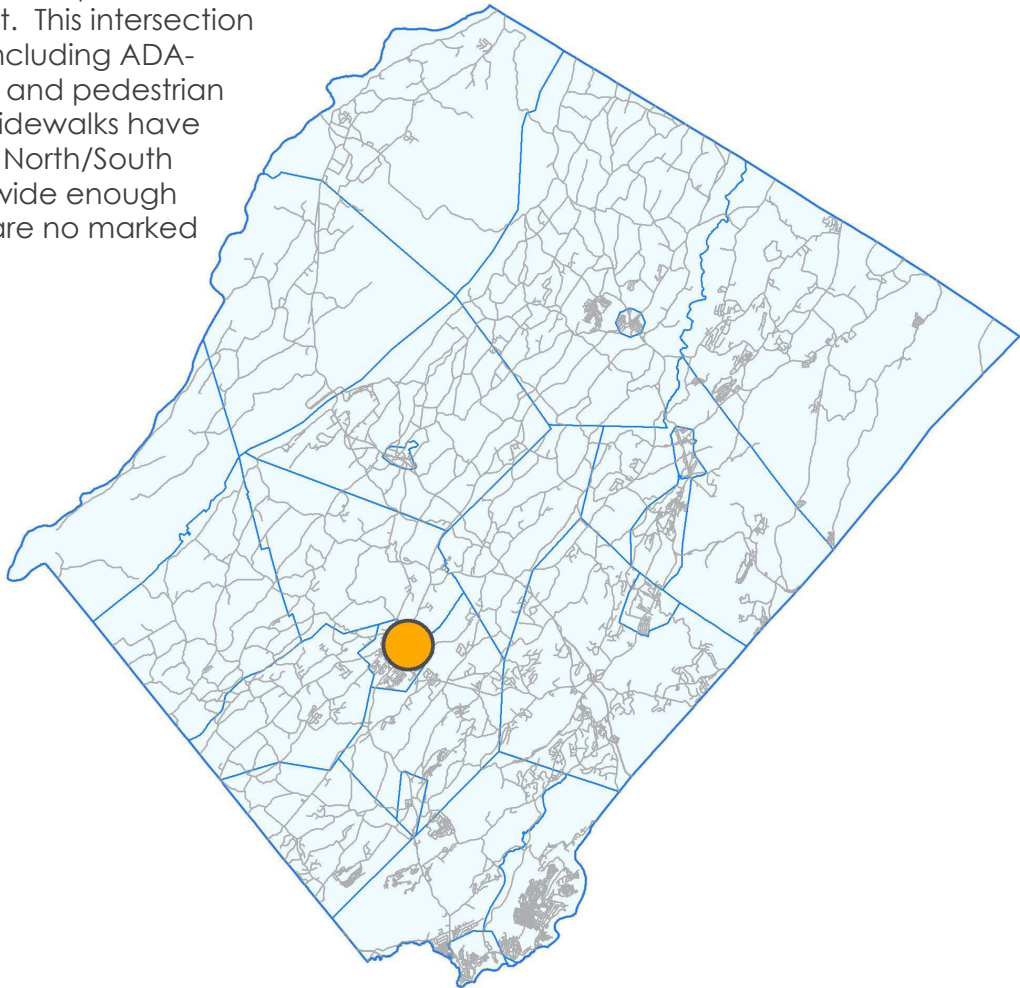 t. This intersection
ncluding ADA-
and pedestrian
idewalks have
North/South
vide enough
are no marked